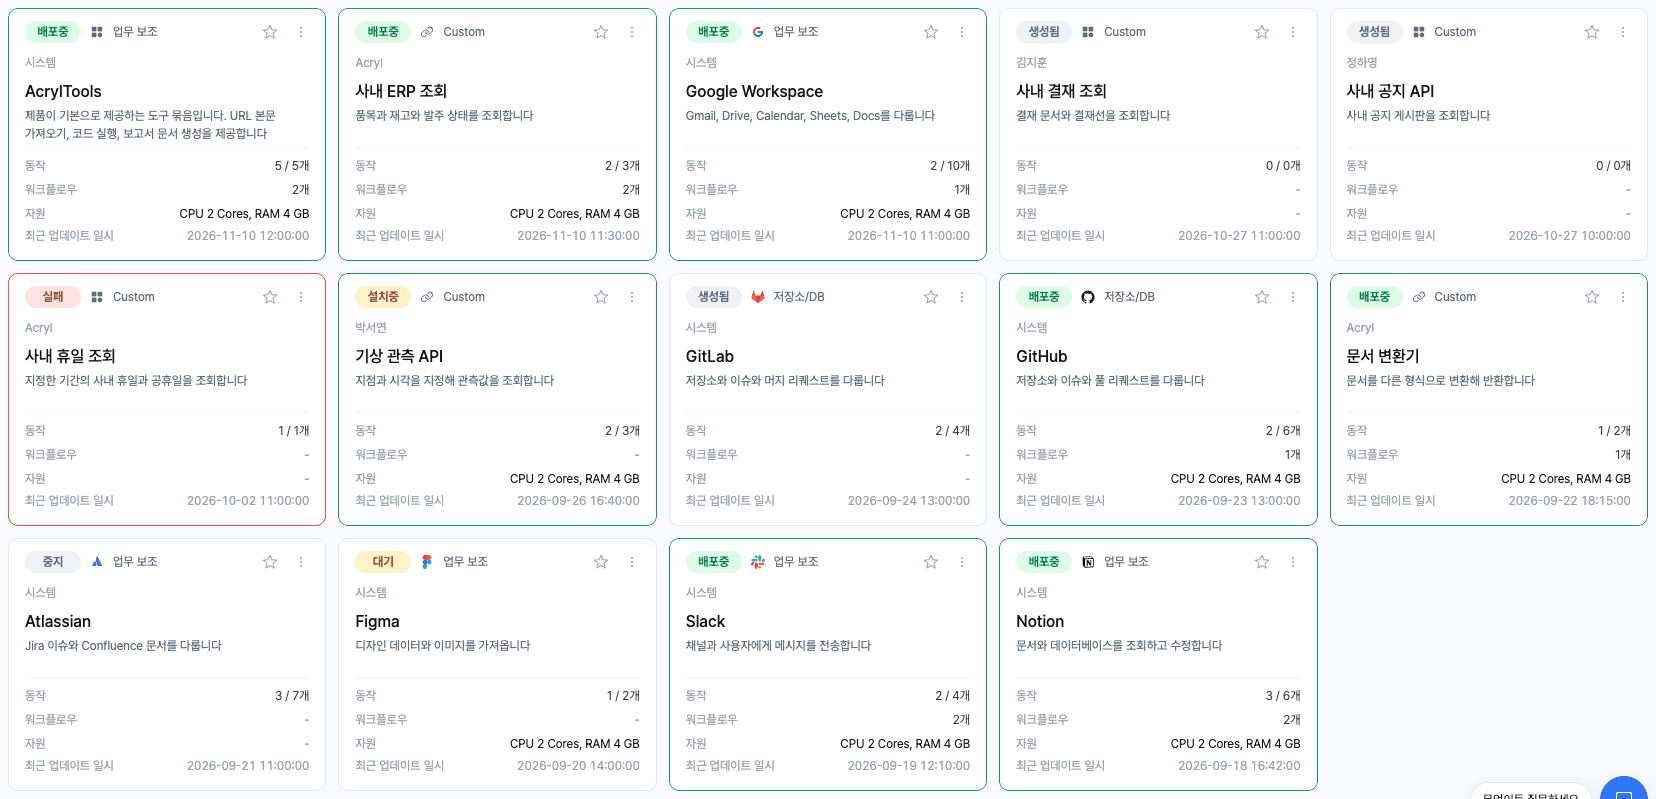 배포중 업무 보조
시스템
AcrylTools
제품이 기본으로 제공하는 도구 묶음입니다. URL 본문
가져오기, 코드 실행, 보고서 문서 생성을 제공합니다
동작 5 / 5개
워크플로우 2개
자원 CPU 2 Cores, RAM 4 GB
최근 업데이트 일시 2026-11-10 12:00:00
배포중 Custom
Acryl
사내 ERP 조회
품목과 재고와 발주 상태를 조회합니다
동작 2 / 3개
워크플로우 2개
자원 CPU 2 Cores, RAM 4 GB
최근 업데이트 일시 2026-11-10 11:30:00
배포중 업무 보조
시스템
Google Workspace
Gmail, Drive, Calendar, Sheets, Docs를 다룹니다
동작 2 / 10개
워크플로우 1개
자원 CPU 2 Cores, RAM 4 GB
최근 업데이트 일시 2026-11-10 11:00:00
생성됨 Custom
김지훈
사내 결재 조회
결재 문서와 결재선을 조회합니다
동작 0 / 0개
워크플로우 -
자원 -
최근 업데이트 일시 2026-10-27 11:00:00
생성됨 Custom
정하영
사내 공지 API
사내 공지 게시판을 조회합니다
동작 0 / 0개
워크플로우 -
자원 -
최근 업데이트 일시 2026-10-27 10:00:00
실패 Custom
Acryl
사내 휴일 조회
지정한 기간의 사내 휴일과 공휴일을 조회합니다
동작 1 / 1개
워크플로우 -
자원 -
최근 업데이트 일시 2026-10-02 11:00:00
설치중 Custom
박서연
기상 관측 API
지점과 시각을 지정해 관측값을 조회합니다
동작 2 / 3개
워크플로우 -
자원 CPU 2 Cores, RAM 4 GB
최근 업데이트 일시 2026-09-26 16:40:00
생성됨 저장소/DB
시스템
GitLab
저장소와 이슈와 머지 리퀘스트를 다룹니다
동작 2 / 4개
워크플로우 -
자원 -
최근 업데이트 일시 2026-09-24 13:00:00
배포중 저장소/DB
시스템
GitHub
저장소와 이슈와 풀 리퀘스트를 다룹니다
동작 2 / 6개
워크플로우 1개
자원 CPU 2 Cores, RAM 4 GB
최근 업데이트 일시 2026-09-23 13:00:00
배포중 Custom
Acryl
문서 변환기
문서를 다른 형식으로 변환해 반환합니다
동작 1 / 2개
워크플로우 1개
자원 CPU 2 Cores, RAM 4 GB
최근 업데이트 일시 2026-09-22 18:15:00
중지 업무 보조
시스템
Atlassian
Jira 이슈와 Confluence 문서를 다룹니다
동작 3 / 7개
워크플로우 -
자원 -
최근 업데이트 일시 2026-09-21 11:00:00
대기 업무 보조
시스템
Figma
디자인 데이터와 이미지를 가져옵니다
동작 1 / 2개
워크플로우 -
자원 CPU 2 Cores, RAM 4 GB
최근 업데이트 일시 2026-09-20 14:00:00
배포중 업무 보조
시스템
Slack
채널과 사용자에게 메시지를 전송합니다
동작 2 / 4개
워크플로우 2개
자원 CPU 2 Cores, RAM 4 GB
최근 업데이트 일시 2026-09-19 12:10:00
배포중 업무 보조
시스템
Notion
문서와 데이터베이스를 조회하고 수정합니다
동작 3 / 6개
워크플로우 2개
자원 CPU 2 Cores, RAM 4 GB
최근 업데이트 일시 2026-09-18 16:42:00